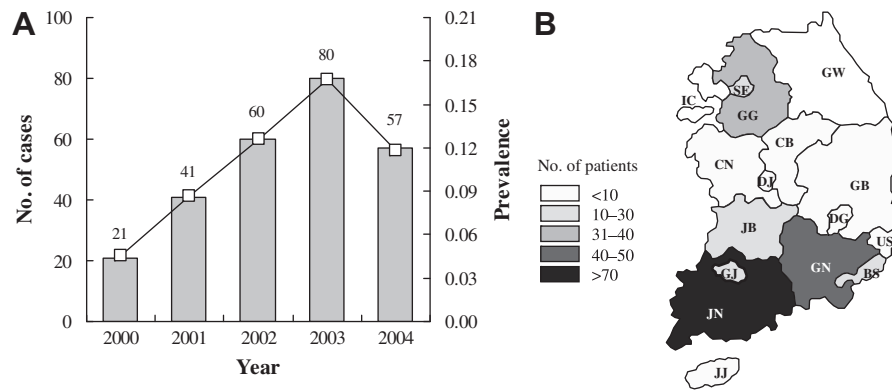 A
No. of cases
100
80
60
40
20
0
21
41
60
80
57
2000 2001 2002 2003 2004
Year
0.21
0.18
0.15
0.12
0.09
0.06
0.03
0.00
Prevalence
B
No. of patients
<10
10–30
31–40
40–50
>70
GW
IC
SE
GG
CB
CN
DJ
GB
DG
JB
US
GN
BS
GJ
JN
JJ